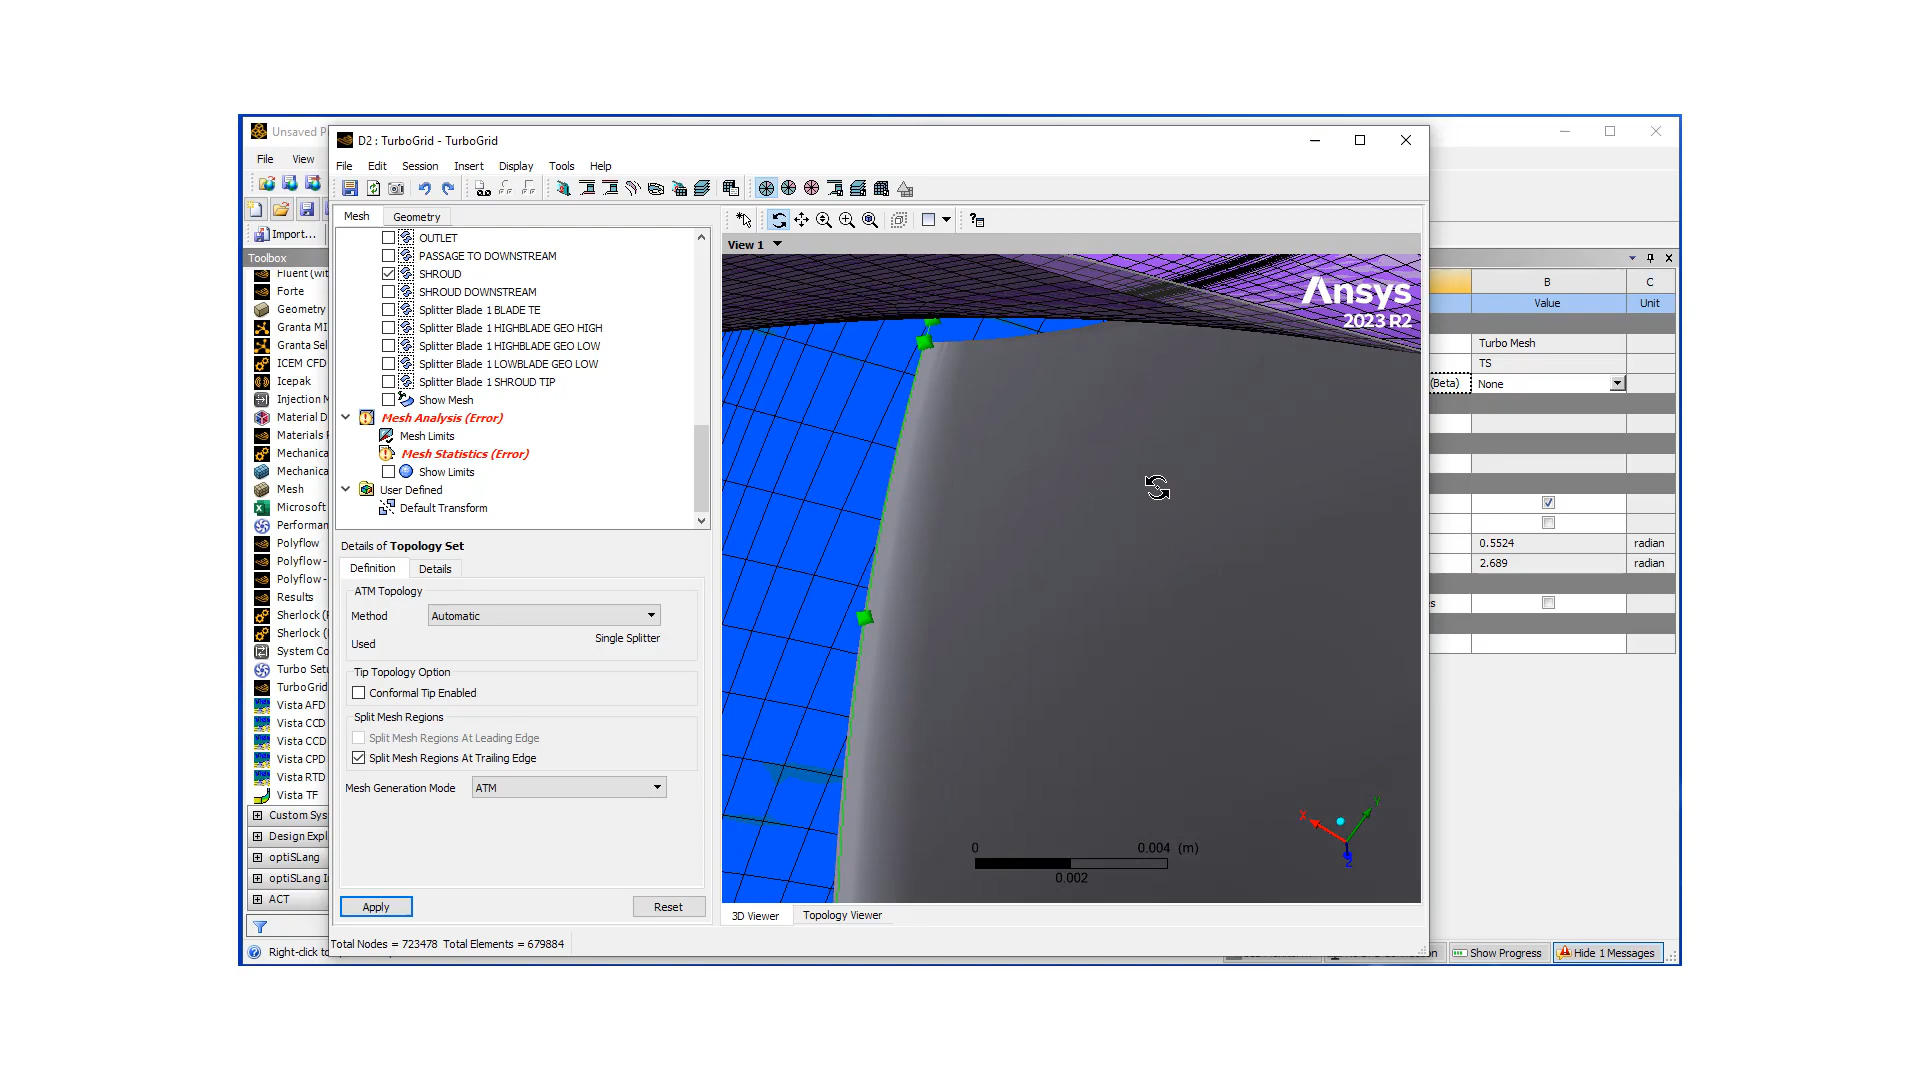 Unsaved P
File View
Import...
Toolbox
Fluent (wit
Forte
Geometry
Granta MI
Granta Sel
ICEM CFD
Icepak
Injection M
Material D
Materials
Mechanica
Mechanica
Mesh
Microsoft
Performan
Polyflow
Polyflow -
Polyflow -
Results
Sherlock (
Sherlock (
System Co
Turbo Setu
TurboGrid
Vista AFD
Vista CCD
Vista CCD
Vista CPD
Vista RTD
Vista TF
Custom Sys
Design Expl
optiSLang
optiSLang I
ACT
Right-click to
D2 : TurboGrid - TurboGrid
File Edit Session Insert Display Tools Help
Mesh Geometry
OUTLET
PASSAGE TO DOWNSTREAM
SHROUD
SHROUD DOWNSTREAM
Splitter Blade 1 BLADE TE
Splitter Blade 1 HIGHBLADE GEO HIGH
Splitter Blade 1 HIGHBLADE GEO LOW
Splitter Blade 1 LOWBLADE GEO LOW
Splitter Blade 1 SHROUD TIP
Show Mesh
Mesh Analysis (Error)
Mesh Limits
Mesh Statistics (Error)
Show Limits
User Defined
Default Transform
Details of Topology Set
Definition Details
ATM Topology
Method Automatic
Used Single Splitter
Tip Topology Option
Conformal Tip Enabled
Split Mesh Regions
Split Mesh Regions At Leading Edge
Split Mesh Regions At Trailing Edge
Mesh Generation Mode ATM
Apply Reset
Total Nodes = 723478 Total Elements = 679884
View 1
Ansys
2023 R2
X Y Z
0 0.004 (m)
0.002
3D Viewer Topology Viewer
B C
Value Unit
Turbo Mesh
TS
(Beta) None
0.5524 radian
2.689 radian
Show Progress Hide 1 Messages